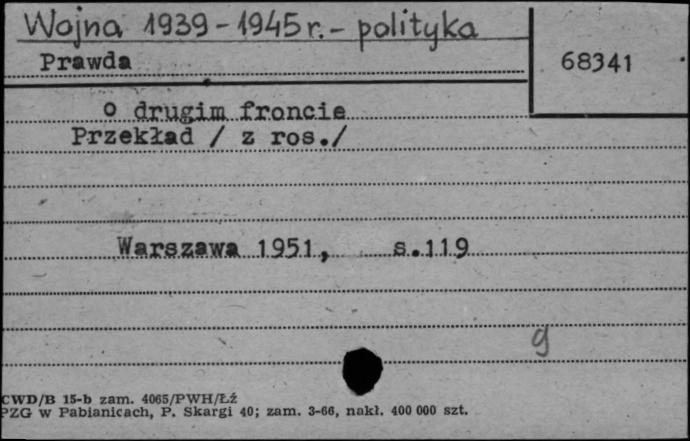 Wojna 1939-1945 r. - polityka
Prawda
68341
o drugim froncie
Przekład / z ros./
Warszawa 1951, s.119
g
CWD/B 15-b zam. 4065/PWH/Łź
PZG w Pabianicach, P. Skargi 40; zam. 3-66, nakł. 400 000 szt.